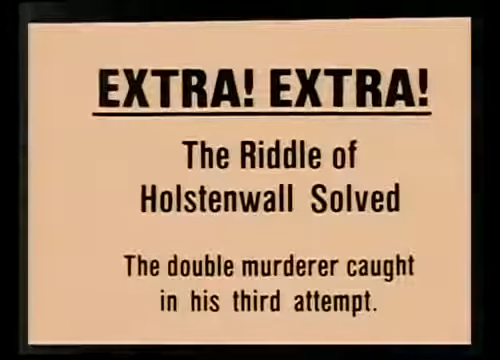 EXTRA! EXTRA!
The Riddle of
Holstenwall Solved
The double murderer caught
in his third attempt.